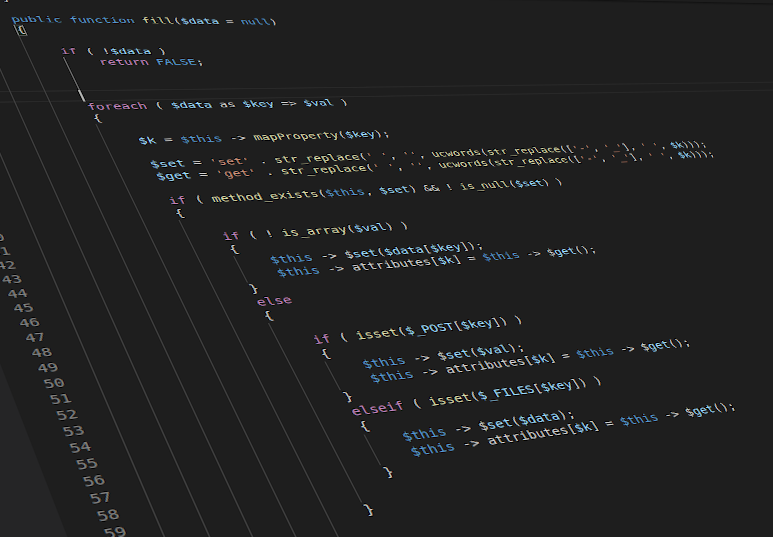 public function fill($data = null)
{
if ( !$data )
return FALSE;
foreach ( $data as $key => $val )
{
$k = $this -> mapProperty($key);
$set = 'set' . str_replace(' ', '', ucwords(str_replace(['-', '_'], ' ', $k)));
$get = 'get' . str_replace(' ', '', ucwords(str_replace(['-', '_'], ' ', $k)));
if ( method_exists($this, $set) && ! is_null($set) )
{
if ( ! is_array($val) )
{
$this -> $set($data[$key]);
$this -> attributes[$k] = $this -> $get();
}
else
{
if ( isset($_POST[$key]) )
{
$this -> $set($val);
$this -> attributes[$k] = $this -> $get();
}
elseif ( isset($_FILES[$key]) )
{
$this -> $set($data);
$this -> attributes[$k] = $this -> $get();
}
}
42
43
44
45
46
47
48
49
50
51
52
53
54
55
56
57
58
59